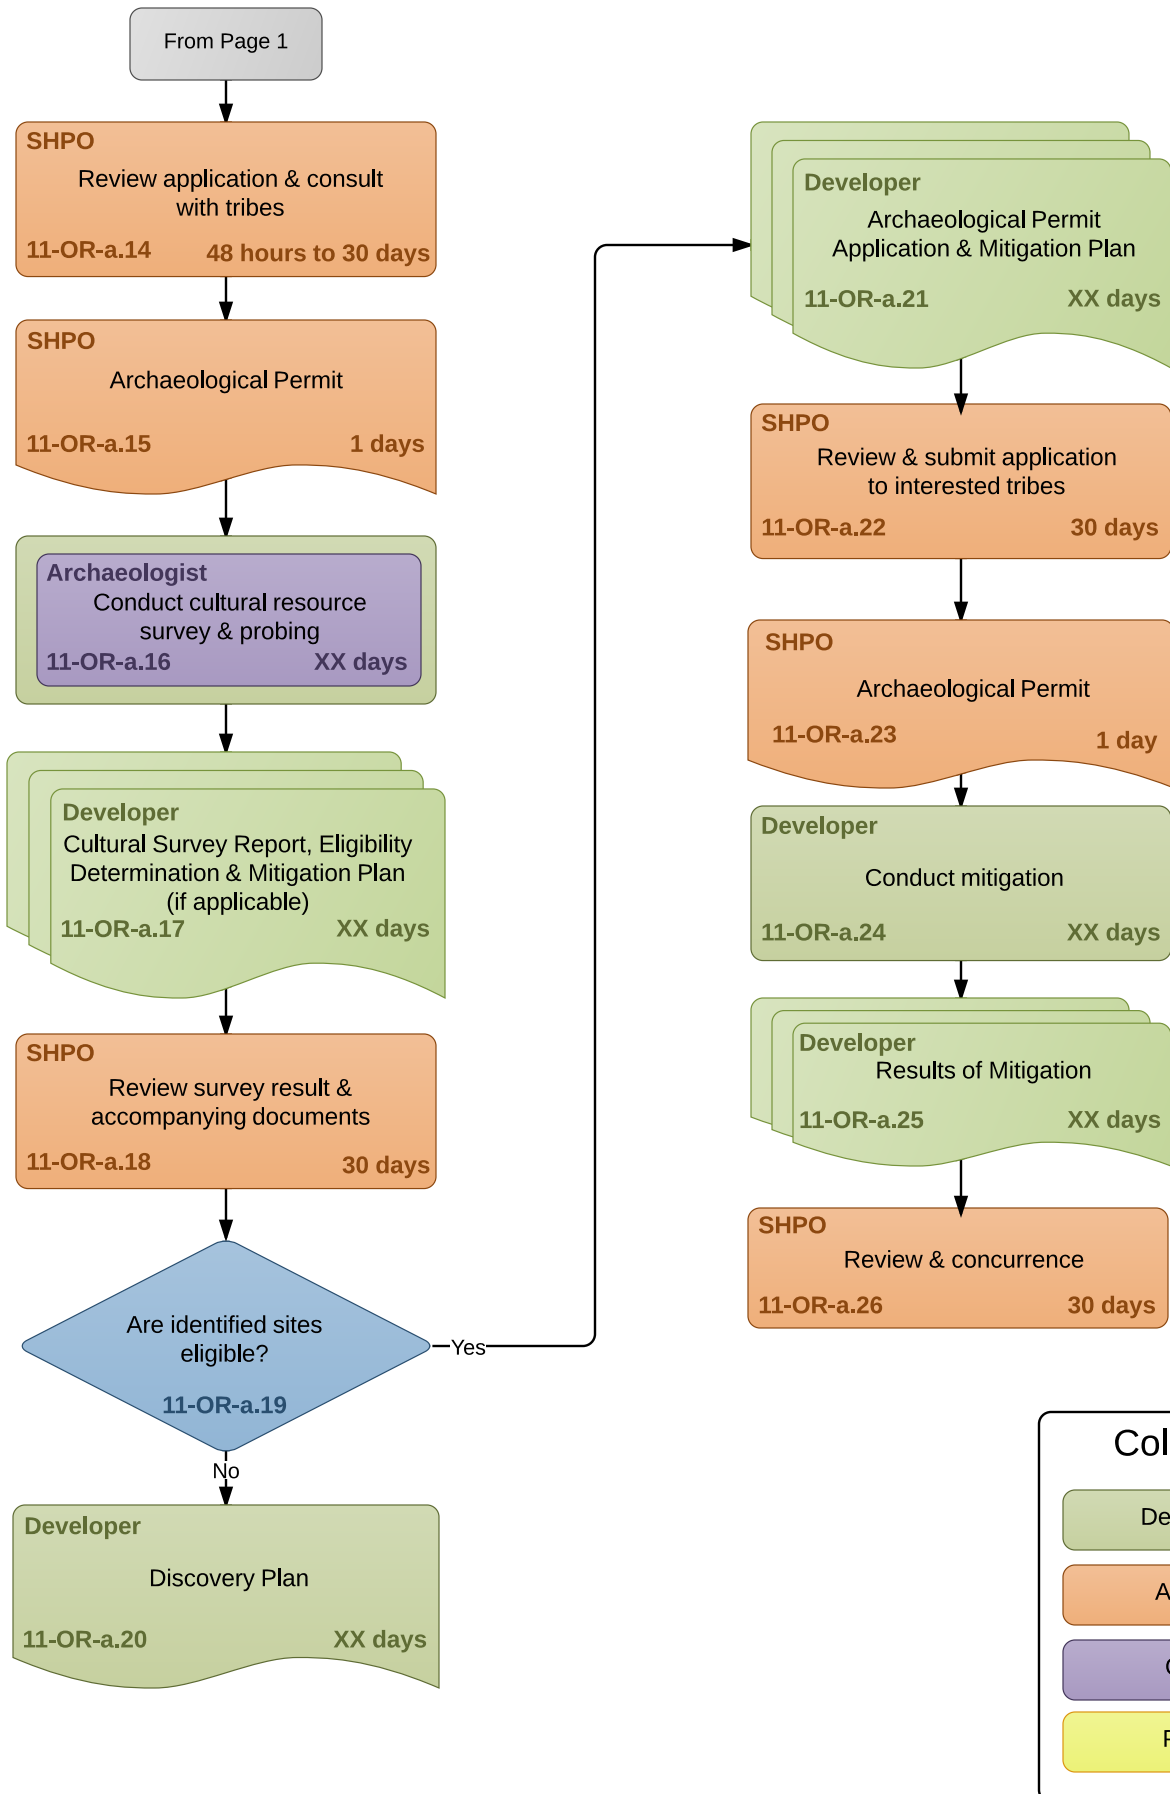 From Page 1
SHPO
Review application & consult
with tribes
11-OR-a.14 48 hours to 30 days
SHPO
Archaeological Permit
11-OR-a.15 1 days
Archaeologist
Conduct cultural resource
survey & probing
11-OR-a.16 XX days
Developer
Cultural Survey Report, Eligibility
Determination & Mitigation Plan
(if applicable)
11-OR-a.17 XX days
SHPO
Review survey result &
accompanying documents
11-OR-a.18 30 days
Are identified sites
eligible?
11-OR-a.19
Yes
No
Developer
Discovery Plan
11-OR-a.20 XX days
Developer
Archaeological Permit
Application & Mitigation Plan
11-OR-a.21 XX days
SHPO
Review & submit application
to interested tribes
11-OR-a.22 30 days
SHPO
Archaeological Permit
11-OR-a.23 1 day
Developer
Conduct mitigation
11-OR-a.24 XX days
Developer
Results of Mitigation
11-OR-a.25 XX days
SHPO
Review & concurrence
11-OR-a.26 30 days
Col
De
A